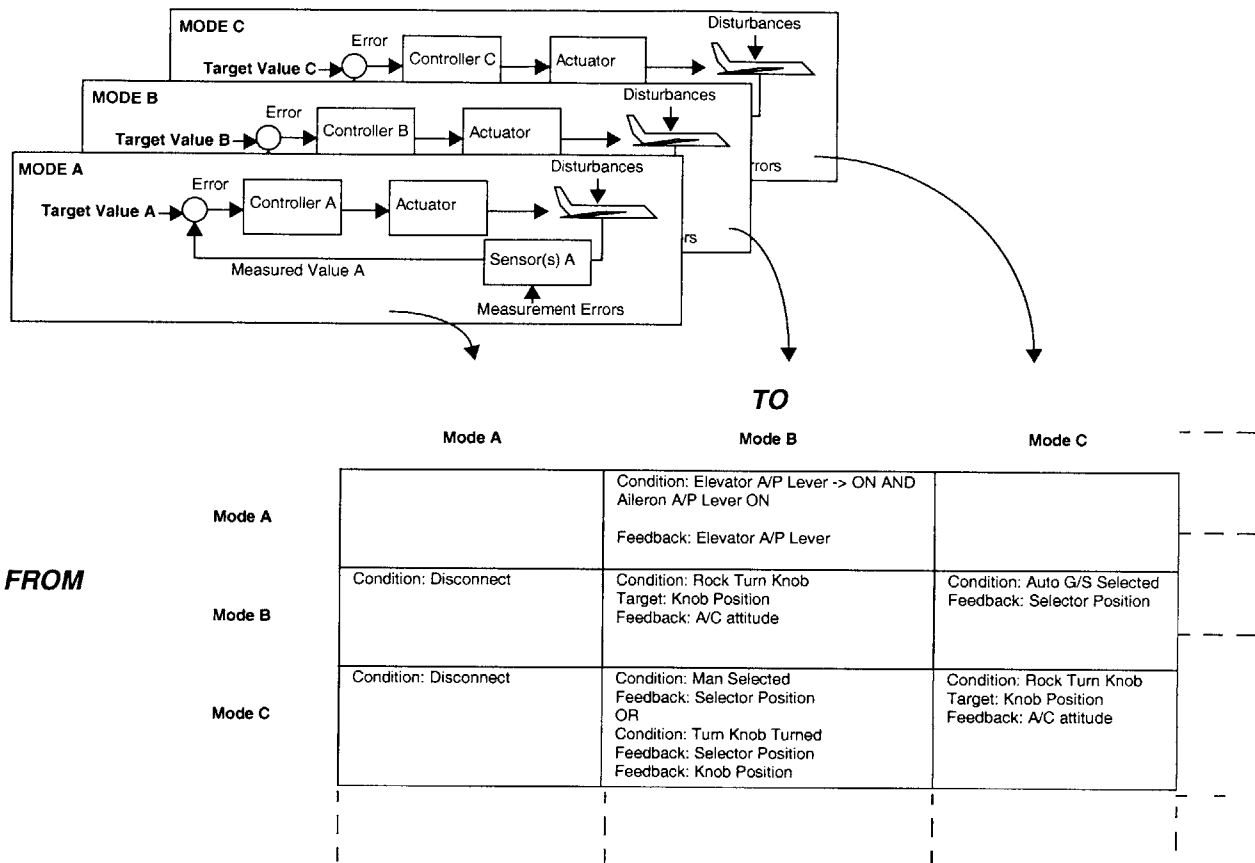 MODE C
Disturbances
Error
Target Value C
Controller C
Actuator
MODE B
Disturbances
Error
Target Value B
Controller B
Actuator
rrors
MODE A
Disturbances
Error
Target Value A
Controller A
Actuator
rs
Measured Value A
Sensor(s) A
Measurement Errors
TO
Mode A
Mode B
Mode C
FROM
Mode A
Condition: Elevator A/P Lever -> ON AND
Aileron A/P Lever ON
Feedback: Elevator A/P Lever
Mode B
Condition: Disconnect
Condition: Rock Turn Knob
Target: Knob Position
Feedback: A/C attitude
Condition: Auto G/S Selected
Feedback: Selector Position
Mode C
Condition: Disconnect
Condition: Man Selected
Feedback: Selector Position
OR
Condition: Turn Knob Turned
Feedback: Selector Position
Feedback: Knob Position
Condition: Rock Turn Knob
Target: Knob Position
Feedback: A/C attitude